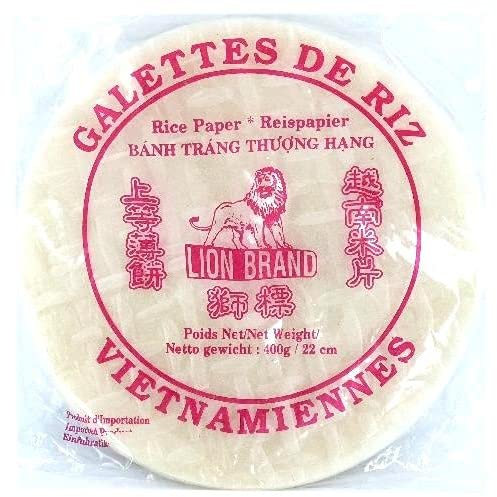 GALETTES DE RIZ
Rice Paper * Reispapier
BÁNH TRÁNG THƯỢNG HẠNG
上等薄餅
越南米片
LION BRAND
獅標
Poids Net/Net Weight/
Netto gewicht : 400g / 22 cm
VIETNAMIENNES
Produit d'Importation
Imported